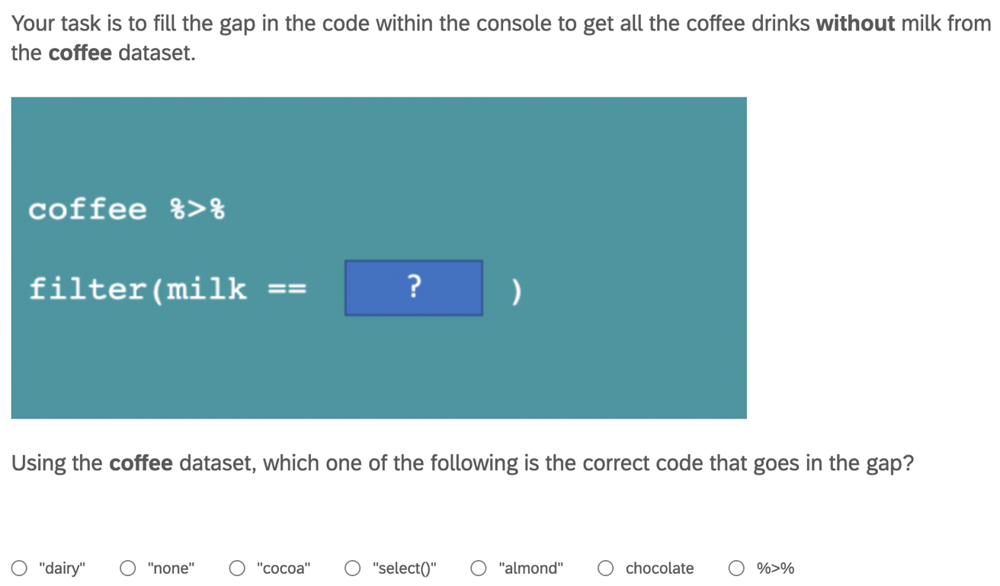 Your task is to fill the gap in the code within the console to get all the coffee drinks without milk from
the coffee dataset.
coffee %>%
filter(milk == ? )
Using the coffee dataset, which one of the following is the correct code that goes in the gap?
"dairy" "none" "cocoa" "select()" "almond" chocolate %>%